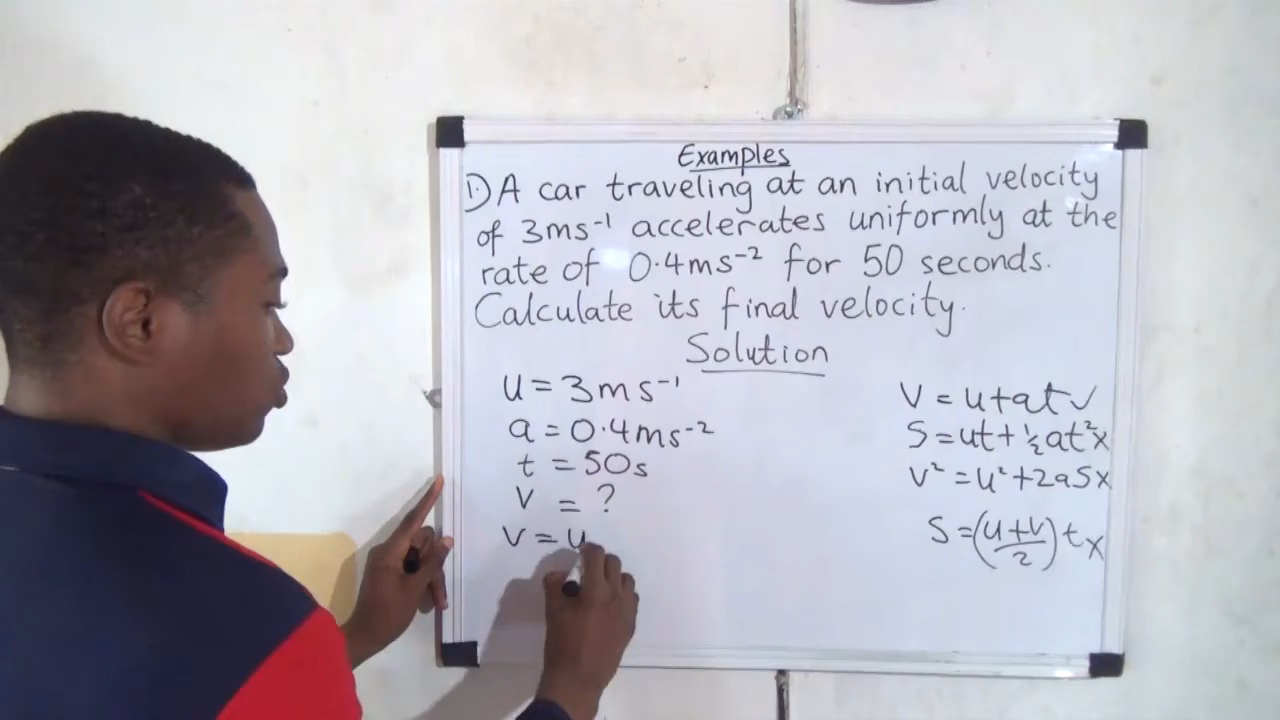 Examples
1) A car traveling at an initial velocity
of 3ms⁻¹ accelerates uniformly at the
rate of 0.4ms⁻² for 50 seconds.
Calculate its final velocity.
Solution
u = 3ms⁻¹
a = 0.4ms⁻²
t = 50s
v = ?
v = u
v = u+at ✓
S = ut+½at² x
v² = u²+2aS x
S = (u+v/2)t x